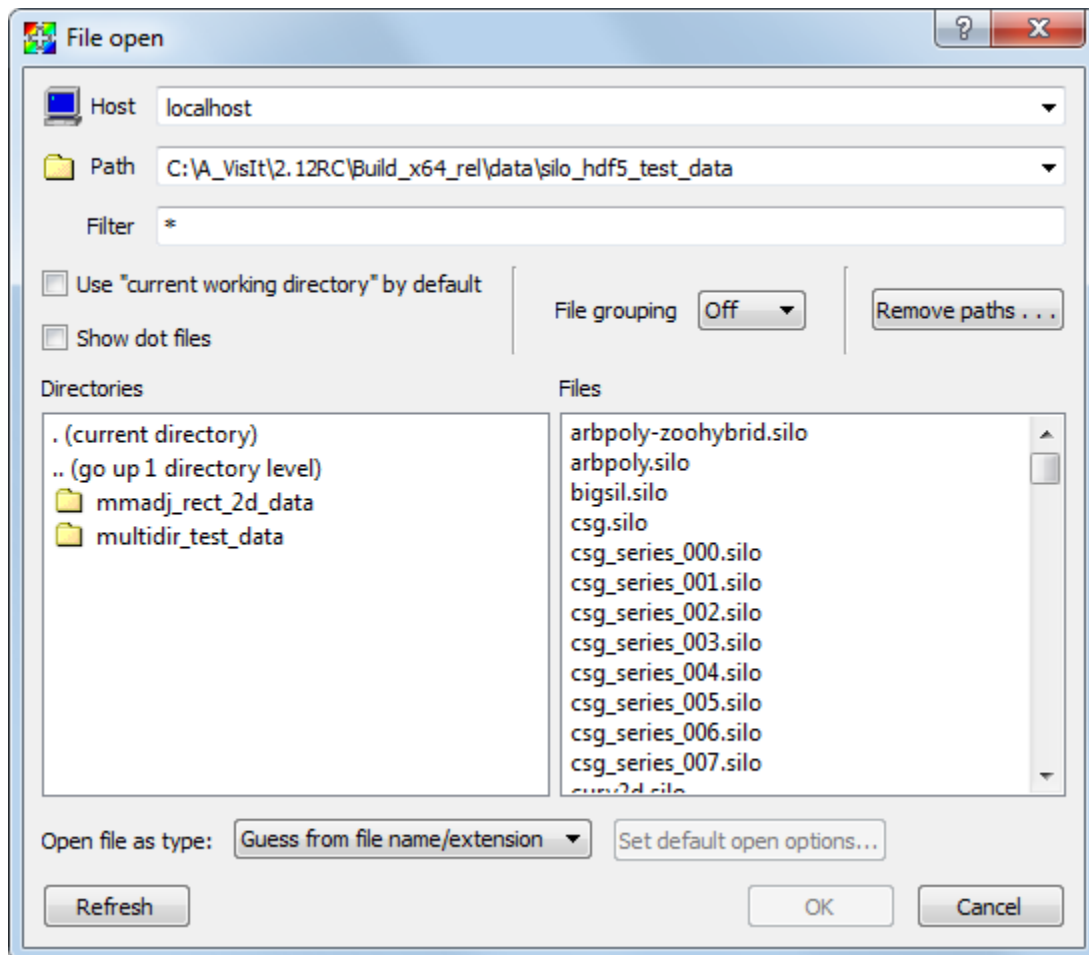 File open
?
Host localhost
Path C:\A_VisIt\2.12RC\Build_x64_rel\data\silo_hdf5_test_data
Filter *
Use "current working directory" by default
Show dot files
File grouping Off
Remove paths . . .
Directories
. (current directory)
.. (go up 1 directory level)
mmadj_rect_2d_data
multidir_test_data
Files
arbpoly-zoohybrid.silo
arbpoly.silo
bigsil.silo
csg.silo
csg_series_000.silo
csg_series_001.silo
csg_series_002.silo
csg_series_003.silo
csg_series_004.silo
csg_series_005.silo
csg_series_006.silo
csg_series_007.silo
curv2d.silo
Open file as type: Guess from file name/extension
Set default open options...
Refresh
OK
Cancel